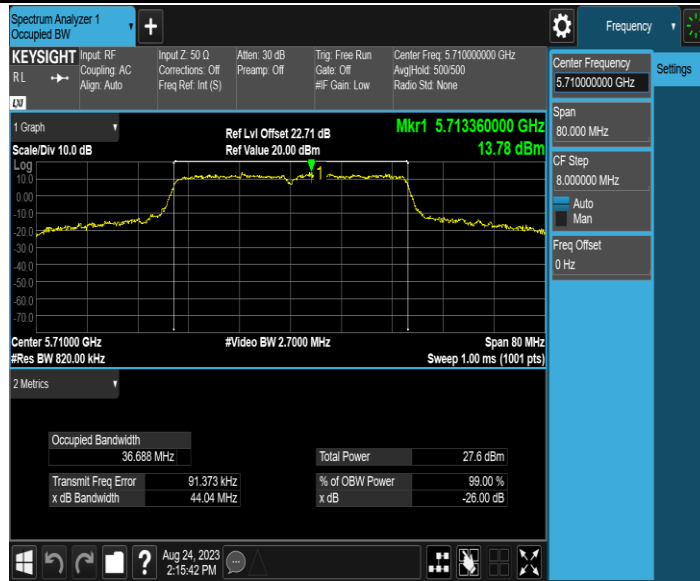 Spectrum Analyzer 1
Occupied BW
+
Frequency
KEYSIGHT
RL
LXI
Input: RF
Coupling: AC
Align: Auto
Input Z: 50 Ω
Corrections: Off
Freq Ref: Int (S)
Atten: 30 dB
Preamp: Off
Trig: Free Run
Gate: Off
#IF Gain: Low
Center Freq: 5.710000000 GHz
Avg|Hold: 500/500
Radio Std: None
Center Frequency
5.710000000 GHz
Settings
Span
80.000 MHz
CF Step
8.000000 MHz
Auto
Man
Freq Offset
0 Hz
1 Graph
Scale/Div 10.0 dB
Ref Lvl Offset 22.71 dB
Ref Value 20.00 dBm
Mkr1 5.713360000 GHz
13.78 dBm
Log
10.0
0.00
-10.0
-20.0
-30.0
-40.0
-50.0
-60.0
-70.0
1
Center 5.71000 GHz
#Res BW 820.00 kHz
#Video BW 2.7000 MHz
Span 80 MHz
Sweep 1.00 ms (1001 pts)
2 Metrics
Occupied Bandwidth
36.688 MHz
Total Power 27.6 dBm
Transmit Freq Error 91.373 kHz
% of OBW Power 99.00 %
x dB Bandwidth 44.04 MHz
x dB -26.00 dB
?
Aug 24, 2023
2:15:42 PM